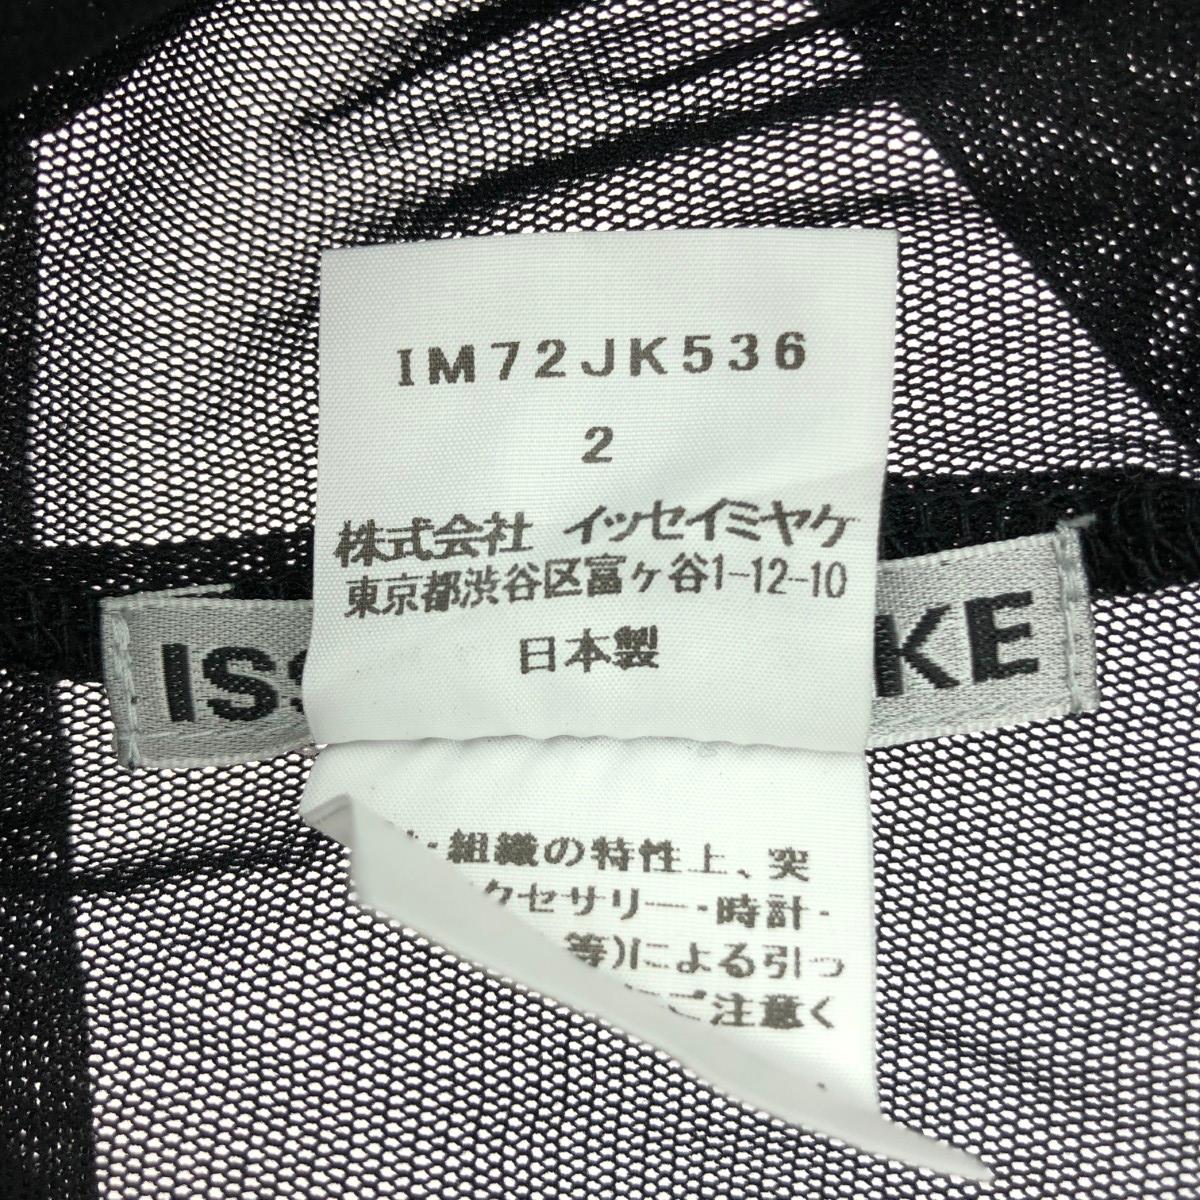 IM72JK536
2
株式会社 イッセイミヤケ
東京都渋谷区富ヶ谷1-12-10
日本製
組織の特性上、突
クセサリー・時計・
等)による引っ
にご注意く